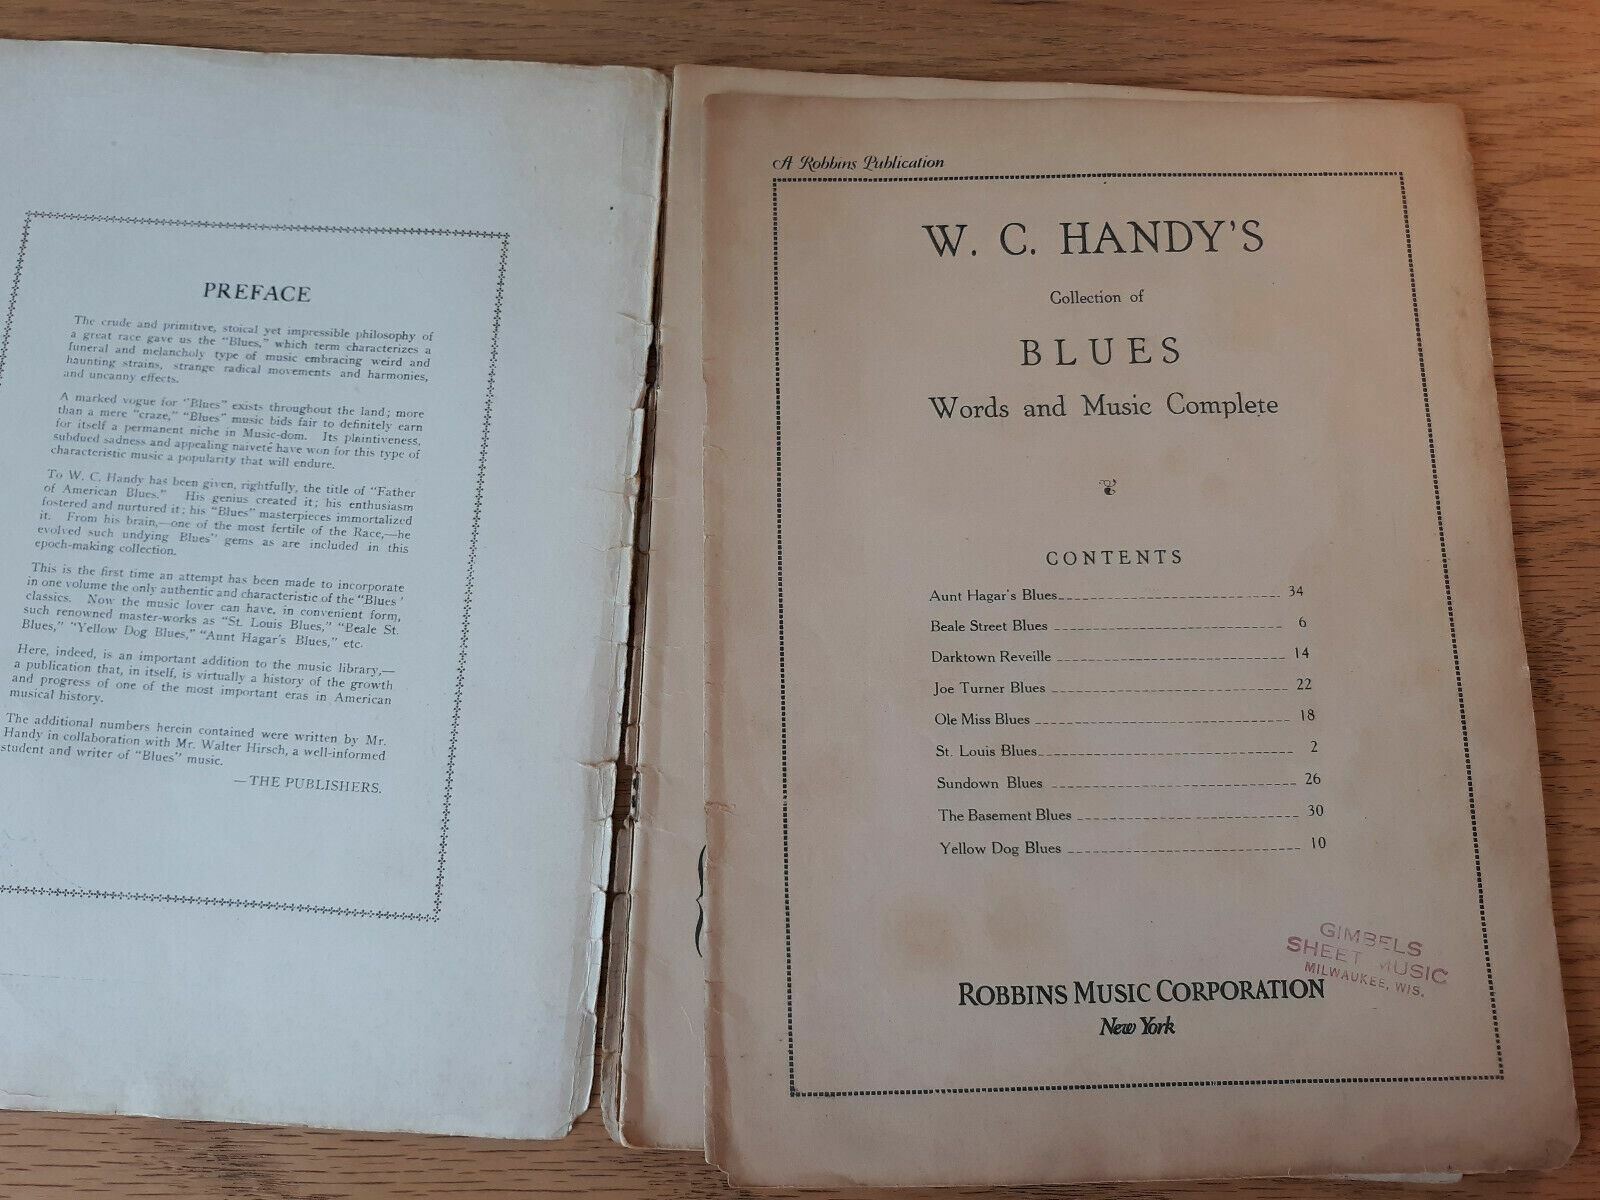 PREFACE
The crude and primitive, stoical yet impressible philosophy of
a great race gave us the "Blues," which term characterizes a
funeral and melancholy type of music embracing weird and
haunting strains, strange radical movements and harmonies,
and uncanny effects.
A marked vogue for "Blues" exists throughout the land; more
than a mere "craze," "Blues" music bids fair to definitely earn
for itself a permanent niche in Music-dom. Its plaintiveness,
subdued sadness and appealing naiveté have won for this type of
characteristic music a popularity that will endure.
To W. C. Handy has been given, rightfully, the title of "Father
of American Blues." His genius created it; his enthusiasm
fostered and nurtured it; his "Blues" masterpieces immortalized
it. From his brain,—one of the most fertile of the Race,—he
evolved such undying Blues" gems as are included in this
epoch-making collection.
This is the first time an attempt has been made to incorporate
in one volume the only authentic and characteristic of the "Blues'
classics. Now the music lover can have, in convenient form,
such renowned master-works as "St. Louis Blues," "Beale St.
Blues," "Yellow Dog Blues," "Aunt Hagar's Blues," etc.
Here, indeed, is an important addition to the music library,—
a publication that, in itself, is virtually a history of the growth
and progress of one of the most important eras in American
musical history.
The additional numbers herein contained were written by Mr.
Handy in collaboration with Mr. Walter Hirsch, a well-informed
student and writer of "Blues" music.
—THE PUBLISHERS.
A Robbins Publication
W. C. HANDY'S
Collection of
BLUES
Words and Music Complete
CONTENTS
Aunt Hagar's Blues 34
Beale Street Blues 6
Darktown Reveille 14
Joe Turner Blues 22
Ole Miss Blues 18
St. Louis Blues 2
Sundown Blues 26
The Basement Blues 30
Yellow Dog Blues 10
GIMBELS
SHEET MUSIC
MILWAUKEE, WIS.
ROBBINS MUSIC CORPORATION
New York